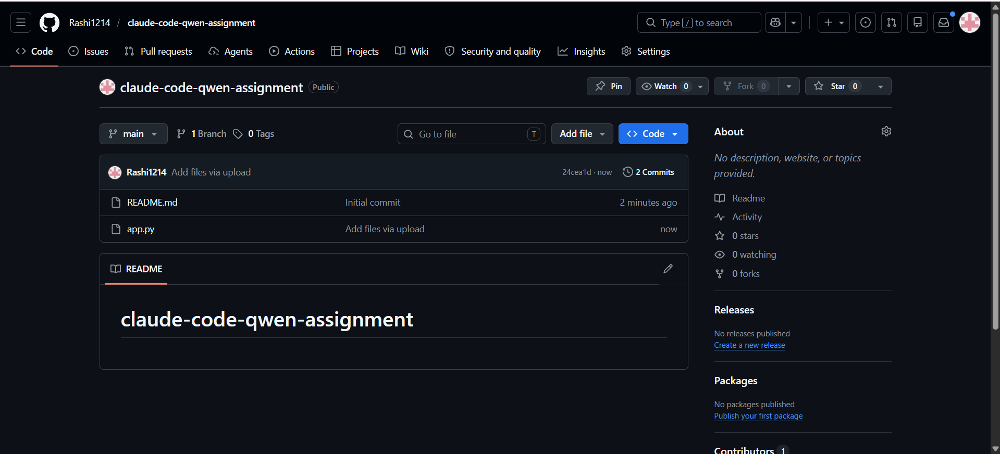 Rashi1214 / claude-code-qwen-assignment
Type / to search
Code Issues Pull requests Agents Actions Projects Wiki Security and quality Insights Settings
claude-code-qwen-assignment Public
Pin Watch 0 Fork 0 Star 0
main 1 Branch 0 Tags
Go to file T Add file Code
Rashi1214 Add files via upload 24cea1d · now 2 Commits
README.md Initial commit 2 minutes ago
app.py Add files via upload now
README
claude-code-qwen-assignment
About
No description, website, or topics
provided.
Readme
Activity
0 stars
0 watching
0 forks
Releases
No releases published
Create a new release
Packages
No packages published
Publish your first package
Contributors 1